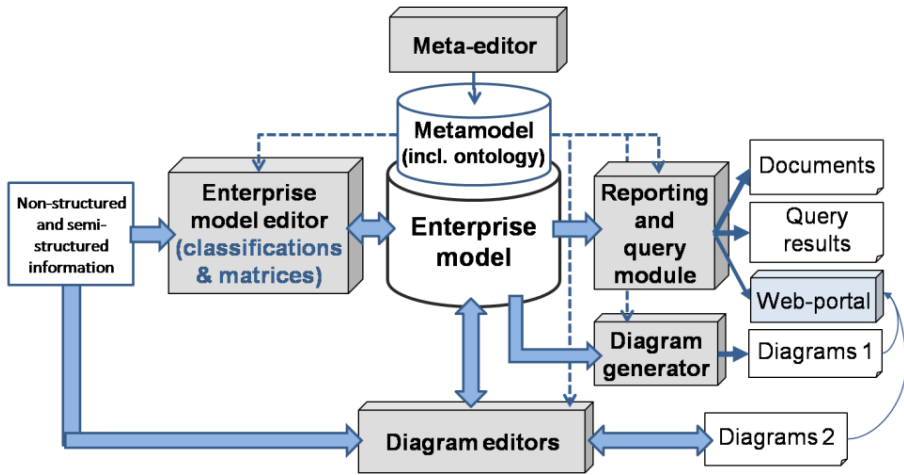 Meta-editor
Metamodel
(incl. ontology)
Non-structured
and semi-
structured
information
Enterprise
model editor
(classifications
& matrices)
Enterprise
model
Reporting
and
query
module
Documents
Query
results
Web-portal
Diagram
generator
Diagrams 1
Diagram editors
Diagrams 2